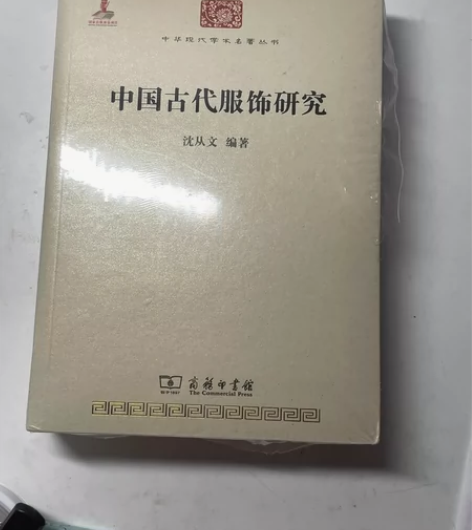 中华现代学术名著丛书
中国古代服饰研究
沈从文 编著
商务印书馆
The Commercial Press